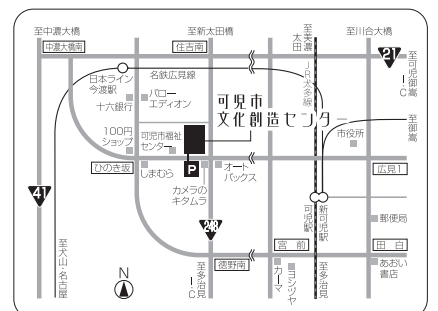 至中濃大橋
至新太田橋
至美濃太田
至川合大橋
中濃大橋南
住吉南
21
至可児御嵩IC
日本ライン今渡駅
名鉄広見線
JR太多線
十六銀行
バロー
エディオン
可児市
文化創造センター
至御嵩
100円
ショップ
可児市福祉
センター
市役所
ひのき坂
しまむら
P
カメラの
キタムラ
オート
バックス
広見1
41
248
可児駅
新可児駅
郵便局
至犬山・名古屋
N
至多治見IC
徳野南
宮前
カーマ
ヨシヅヤ
至多治見
田白
あおい
書店